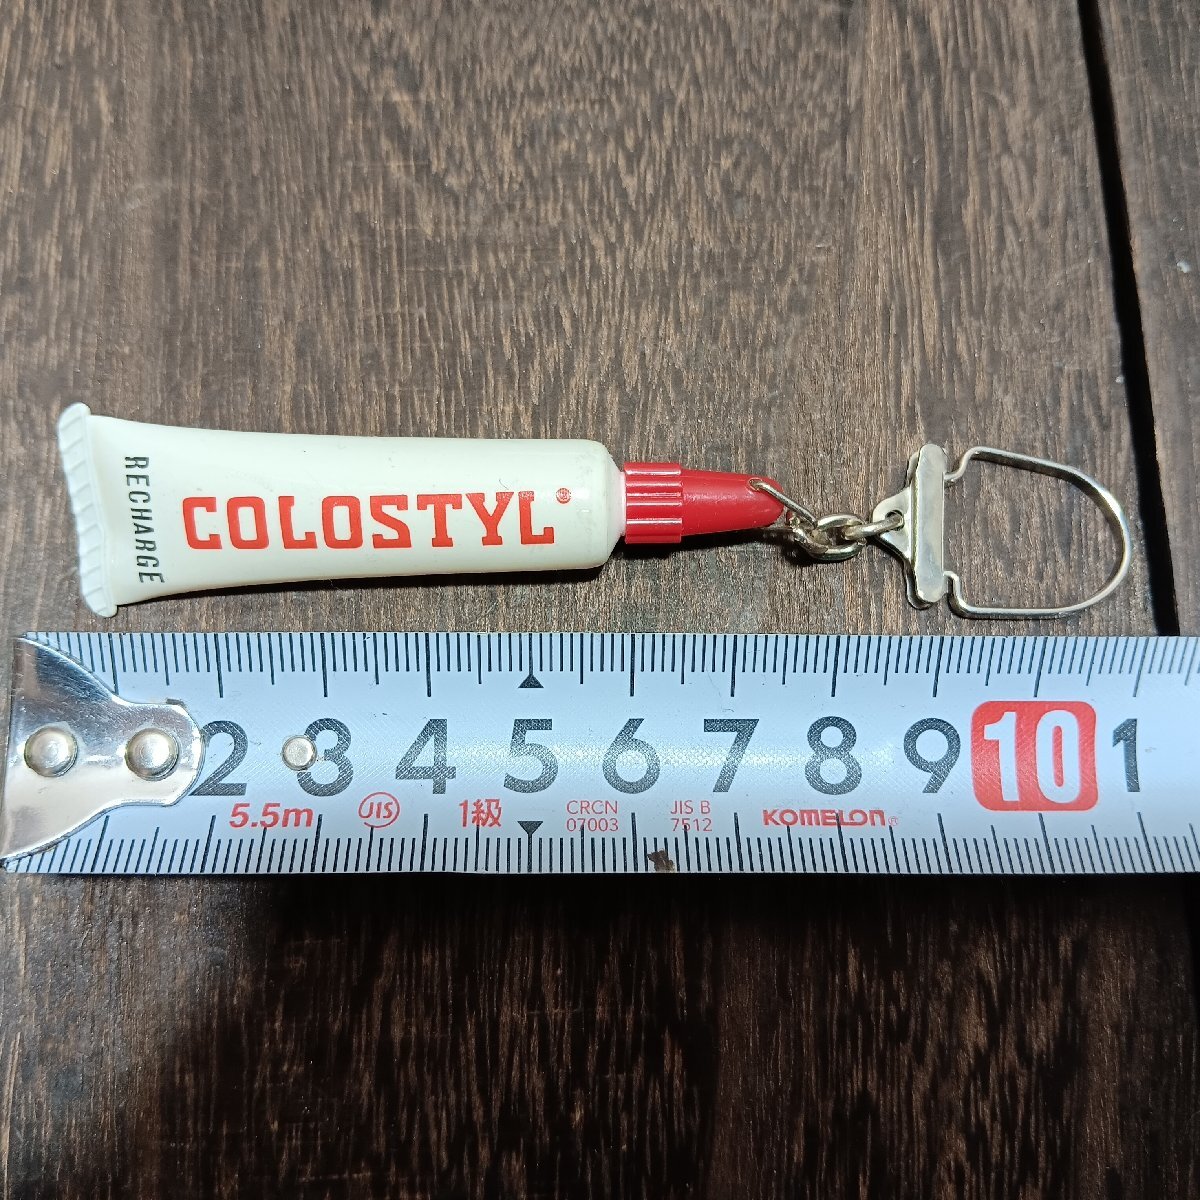 RECHARGE
COLOSTYL®
2 3 4 5 6 7 8 9 10 1
5.5m JIS 1級 CRCN JIS B KOMELON®
07003 7512